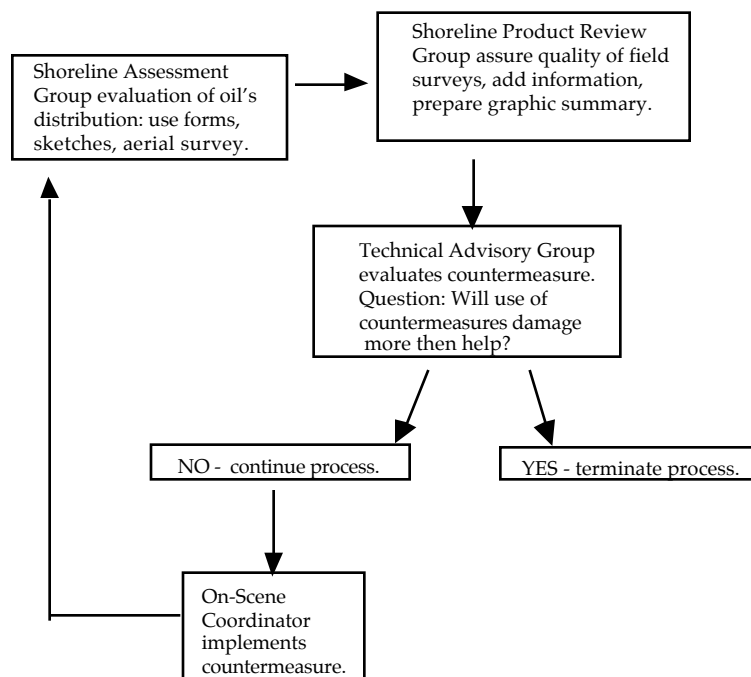 Shoreline Assessment
Group evaluation of oil's
distribution: use forms,
sketches, aerial survey.
Shoreline Product Review
Group assure quality of field
surveys, add information,
prepare graphic summary.
Technical Advisory Group
evaluates countermeasure.
Question: Will use of
countermeasures damage
more then help?
NO - continue process.
YES - terminate process.
On-Scene
Coordinator
implements
countermeasure.